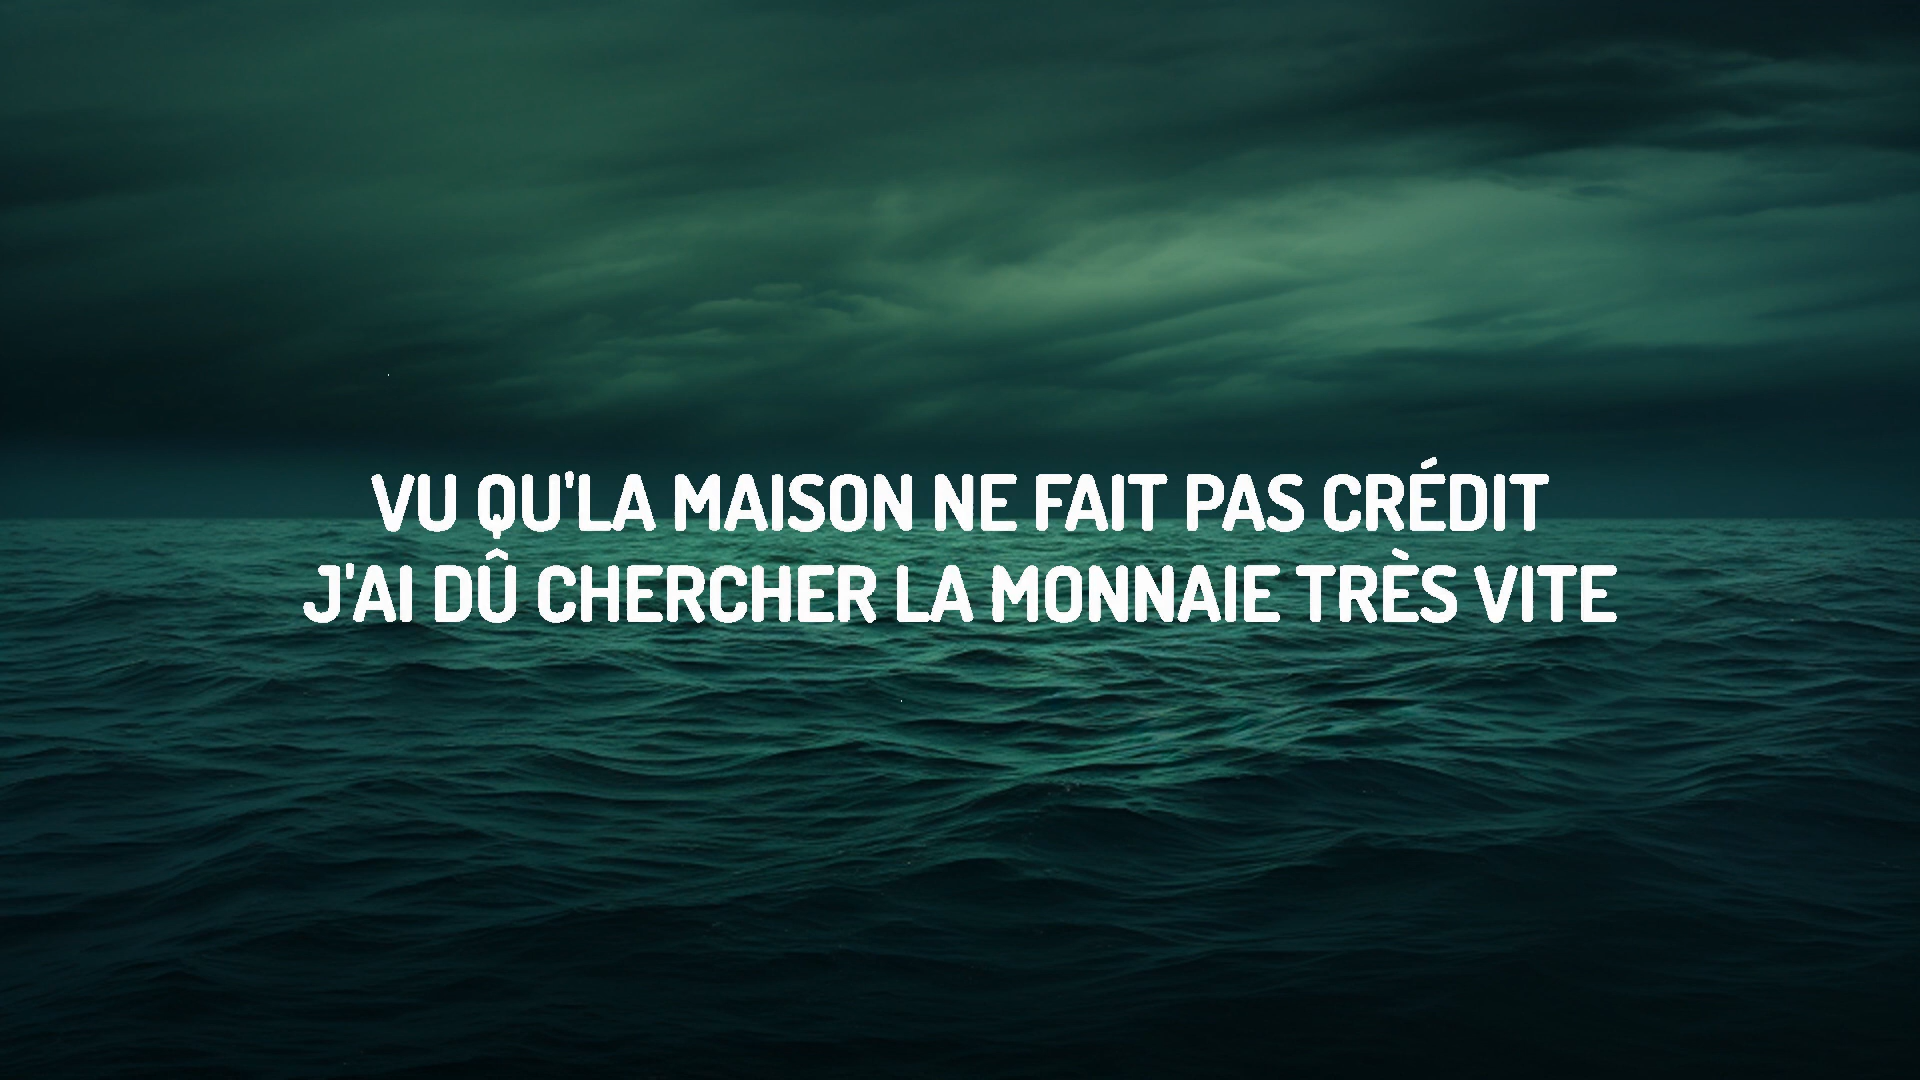 VU QU'LA MAISON NE FAIT PAS CRÉDIT
J'AI DÛ CHERCHER LA MONNAIE TRÈS VITE